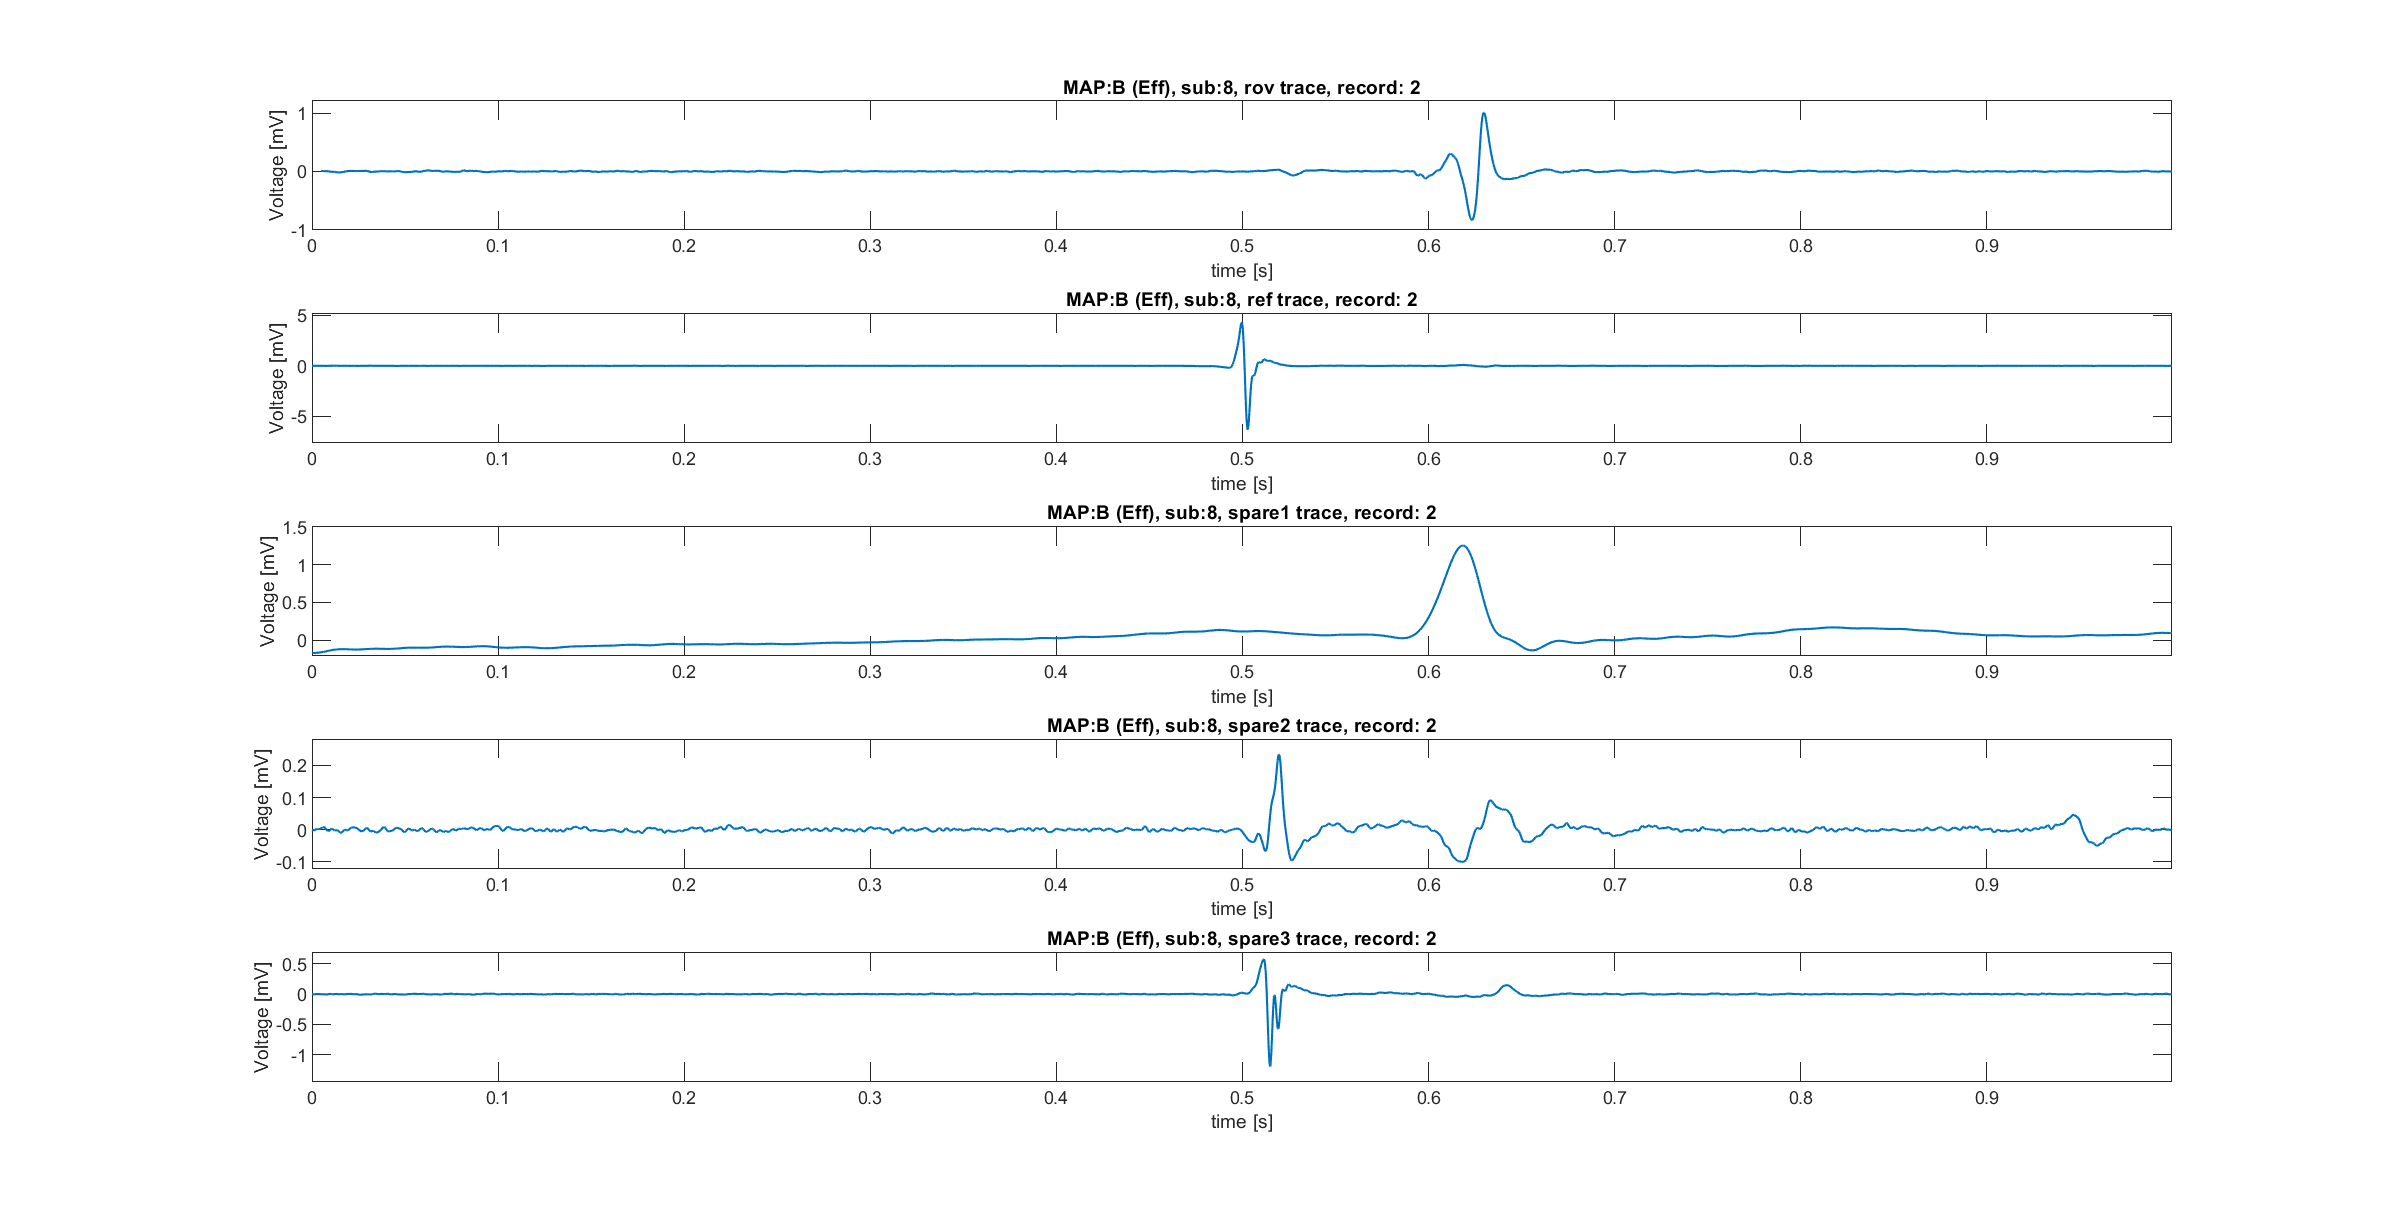 MAP:B (Eff), sub:8, rov trace, record: 2
Voltage [mV]
1
0
-1
0 0.1 0.2 0.3 0.4 0.5 0.6 0.7 0.8 0.9
time [s]
MAP:B (Eff), sub:8, ref trace, record: 2
Voltage [mV]
5
0
-5
0 0.1 0.2 0.3 0.4 0.5 0.6 0.7 0.8 0.9
time [s]
MAP:B (Eff), sub:8, spare1 trace, record: 2
Voltage [mV]
1.5
1
0.5
0
0 0.1 0.2 0.3 0.4 0.5 0.6 0.7 0.8 0.9
time [s]
MAP:B (Eff), sub:8, spare2 trace, record: 2
Voltage [mV]
0.2
0.1
0
-0.1
0 0.1 0.2 0.3 0.4 0.5 0.6 0.7 0.8 0.9
time [s]
MAP:B (Eff), sub:8, spare3 trace, record: 2
Voltage [mV]
0.5
0
-0.5
-1
0 0.1 0.2 0.3 0.4 0.5 0.6 0.7 0.8 0.9
time [s]